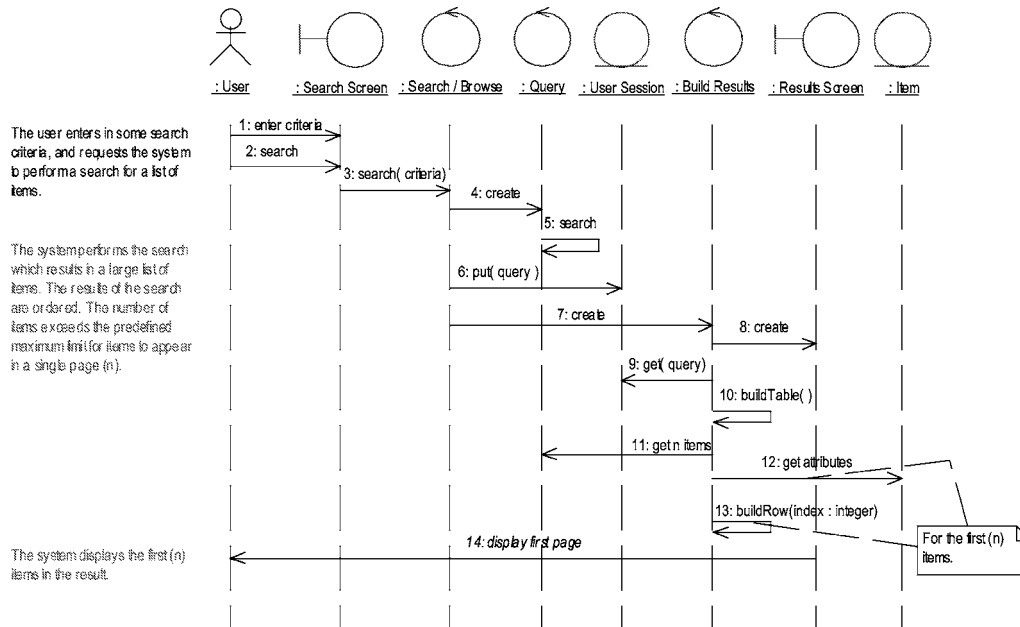 : User
: Search Screen
: Search / Browse
: Query
: User Session
: Build Results
: Results Screen
: Item
The user enters in some search
criteria, and requests the system
to perform a search for a list of
items.
1: enter criteria
2: search
3: search( criteria)
4: create
5: search
The system performs the search
which results in a large list of
items. The results of the search
are ordered. The number of
items exceeds the predefined
maximum limit for items to appear
in a single page (n).
6: put( query )
7: create
8: create
9: get( query)
10: buildTable( )
11: get n items
12: get attributes
13: buildRow(index : integer)
For the first (n)
items.
14: display first page
The system displays the first (n)
items in the result.